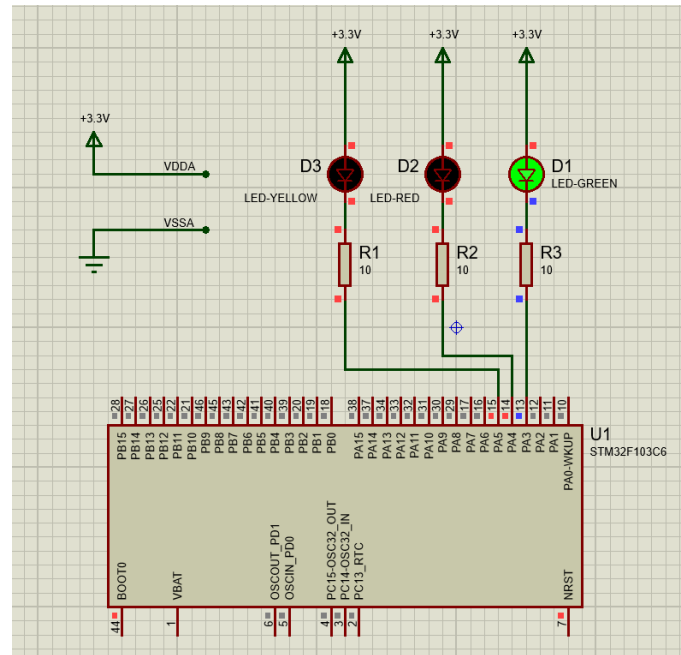 +3.3V +3.3V +3.3V
+3.3V
VDDA
D3 D2 D1
LED-YELLOW LED-RED LED-GREEN
VSSA
R1 R2 R3
10 10 10
28 27 26 25 22 21 46 45 43 42 41 40 39 20 19 18 38 37 34 33 32 31 30 29 17 16 15 14 13 12 11 10
PB15 PB14 PB13 PB12 PB11 PB10 PB9 PB8 PB7 PB6 PB5 PB4 PB3 PB2 PB1 PB0 PA15 PA14 PA13 PA12 PA11 PA10 PA9 PA8 PA7 PA6 PA5 PA4 PA3 PA2 PA1 PA0-WKUP
U1
STM32F103C6
BOOT0 VBAT OSCOUT_PD1 OSCIN_PD0 PC15-OSC32_OUT PC14-OSC32_IN PC13_RTC NRST
44 1 6 5 4 3 2 7